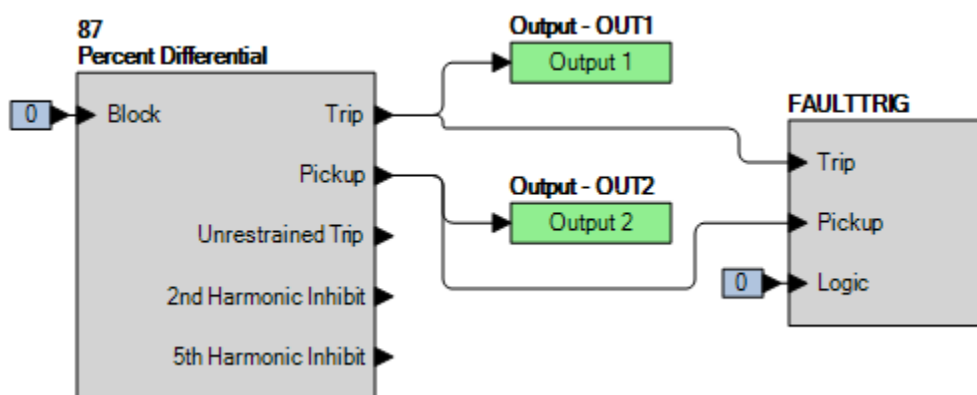 87
Percent Differential
0
Block
Trip
Pickup
Unrestrained Trip
2nd Harmonic Inhibit
5th Harmonic Inhibit
Output - OUT1
Output 1
Output - OUT2
Output 2
FAULTTRIG
Trip
Pickup
0
Logic